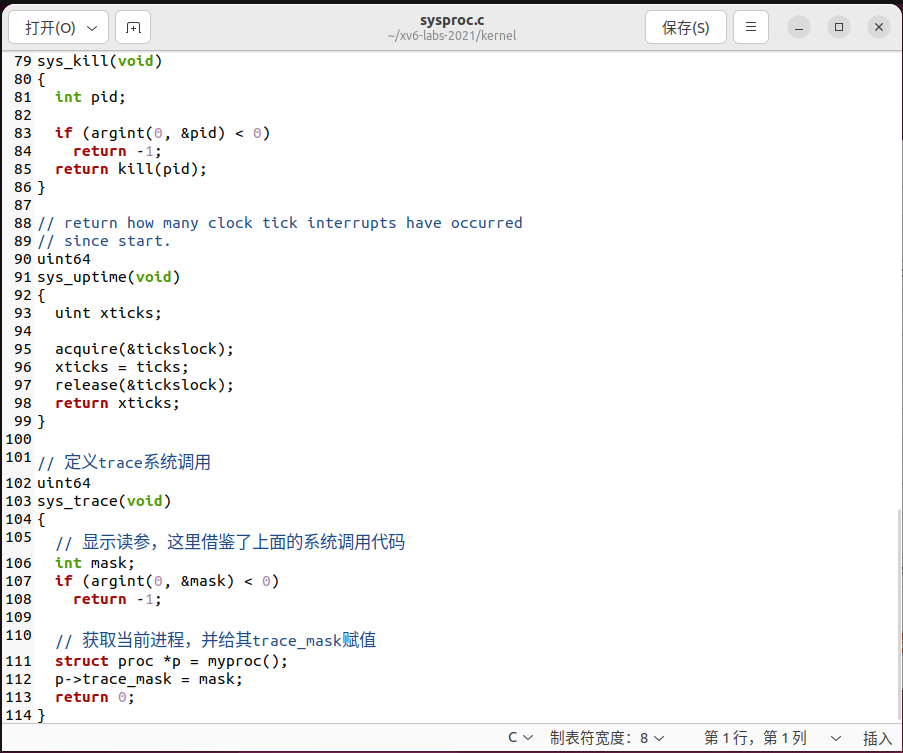 打开(O)
sysproc.c
~/xv6-labs-2021/kernel
保存(S)
79 sys_kill(void)
80 {
81   int pid;
82
83   if (argint(0, &pid) < 0)
84     return -1;
85   return kill(pid);
86 }
87
88 // return how many clock tick interrupts have occurred
89 // since start.
90 uint64
91 sys_uptime(void)
92 {
93   uint xticks;
94
95   acquire(&tickslock);
96   xticks = ticks;
97   release(&tickslock);
98   return xticks;
99 }
100
101 // 定义trace系统调用
102 uint64
103 sys_trace(void)
104 {
105   // 显示读参，这里借鉴了上面的系统调用代码
106   int mask;
107   if (argint(0, &mask) < 0)
108     return -1;
109
110   // 获取当前进程，并给其trace_mask赋值
111   struct proc *p = myproc();
112   p->trace_mask = mask;
113   return 0;
114 }
C 制表符宽度：8 第 1 行，第 1 列 插入